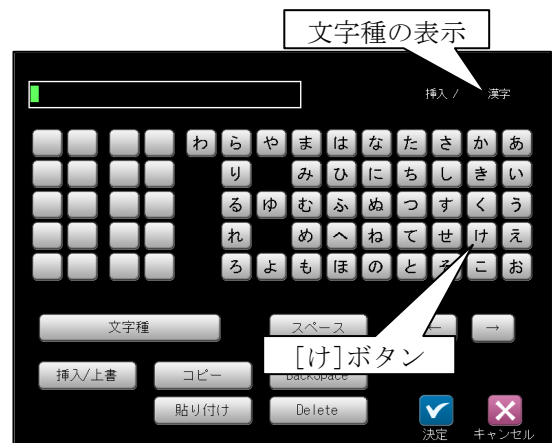 文字種の表示
挿入 / 漢字
わ ら や ま は な た さ か あ
り み ひ に ち し き い
る ゆ む ふ ぬ つ す く う
れ め へ ね て せ け え
ろ よ も ほ の と そ こ お
文字種 スペース ← →
[け]ボタン
挿入/上書 コピー Backspace
貼り付け Delete
決定 キャンセル